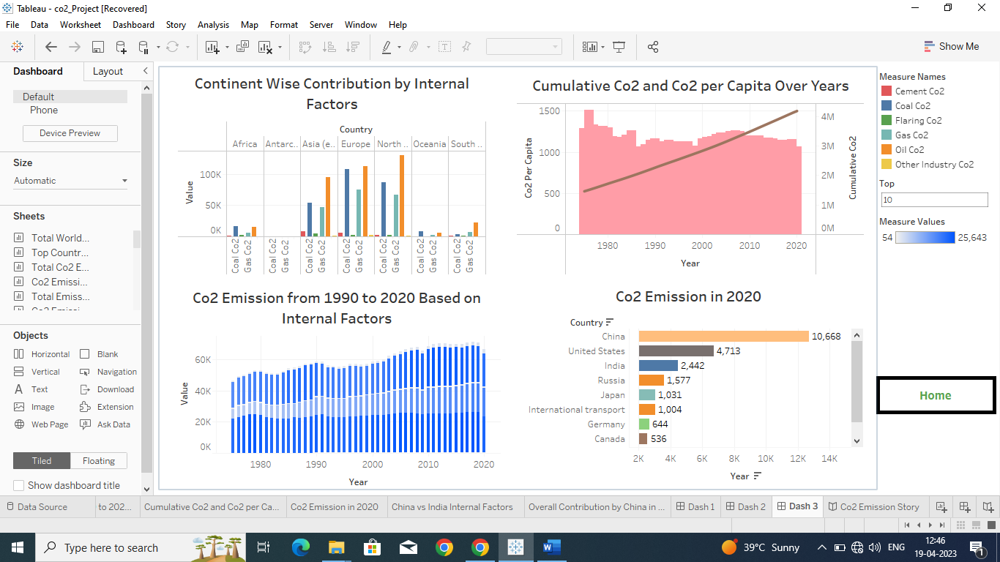 Tableau - co2_Project [Recovered]
File Data Worksheet Dashboard Story Analysis Map Format Server Window Help
Show Me
Dashboard Layout
Default
Phone
Device Preview
Size
Automatic
Sheets
Total World...
Top Countr...
Total Co2 E...
Co2 Emissi...
Total Emiss...
Co2 Emissi...
Objects
Horizontal Blank
Vertical Navigation
Text Download
Image Extension
Web Page Ask Data
Tiled Floating
Show dashboard title
Continent Wise Contribution by Internal
Factors
Country
Africa Antarc.. Asia (e.. Europe North .. Oceania South ..
Value
100K
50K
0K
Coal Co2 Coal Co2 Coal Co2 Coal Co2 Coal Co2 Coal Co2 Coal Co2
Gas Co2 Gas Co2 Gas Co2 Gas Co2 Gas Co2 Gas Co2 Gas Co2
Cumulative Co2 and Co2 per Capita Over Years
Co2 Per Capita
1500
1000
500
0
4M
3M
2M
1M
0M
Cumulative Co2
1980 1990 2000 2010 2020
Year
Co2 Emission from 1990 to 2020 Based on
Internal Factors
Value
60K
40K
20K
0K
1980 1990 2000 2010 2020
Year
Co2 Emission in 2020
Country
China 10,668
United States 4,713
India 2,442
Russia 1,577
Japan 1,031
International transport 1,004
Germany 644
Canada 536
2K 4K 6K 8K 10K 12K 14K
Year
Measure Names
Cement Co2
Coal Co2
Flaring Co2
Gas Co2
Oil Co2
Other Industry Co2
Top
10
Measure Values
54 25,643
Home
Data Source to 202... Cumulative Co2 and Co2 per Ca... Co2 Emission in 2020 China vs India Internal Factors Overall Contribution by China in ... Dash 1 Dash 2 Dash 3 Co2 Emission Story
Type here to search
39°C Sunny
ENG
12:46
19-04-2023
1